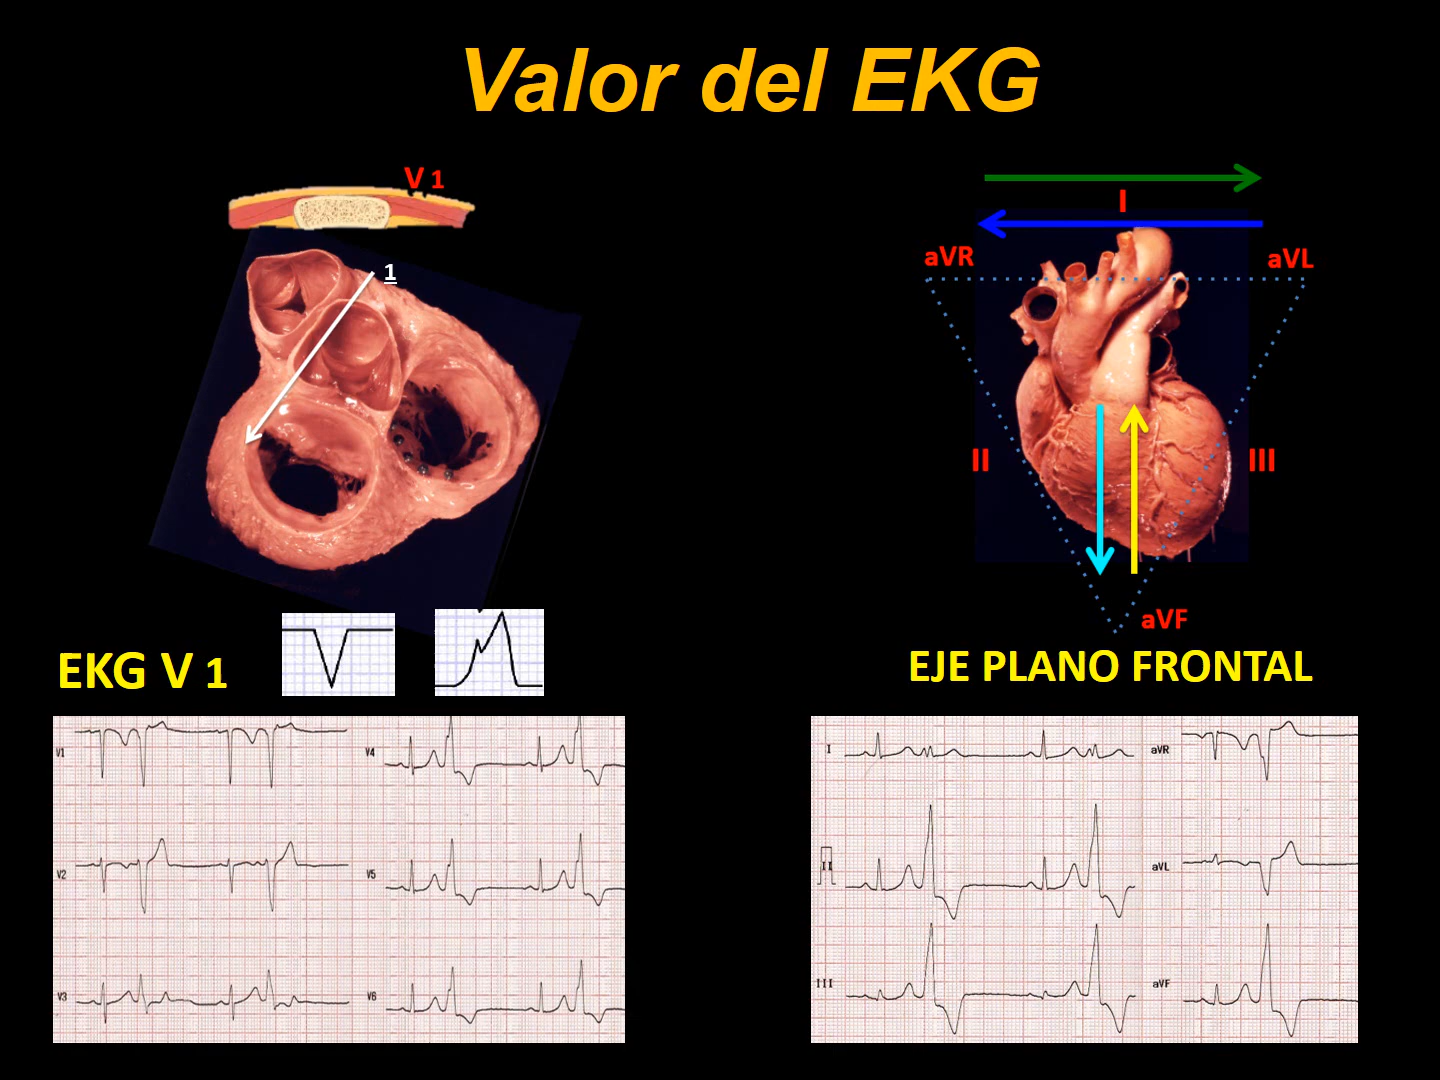 Valor del EKG
V 1
1
I
aVR
aVL
II
III
aVF
EKG V 1
EJE PLANO FRONTAL
V1
V4
V2
V5
V3
V6
I
aVR
II
aVL
III
aVF